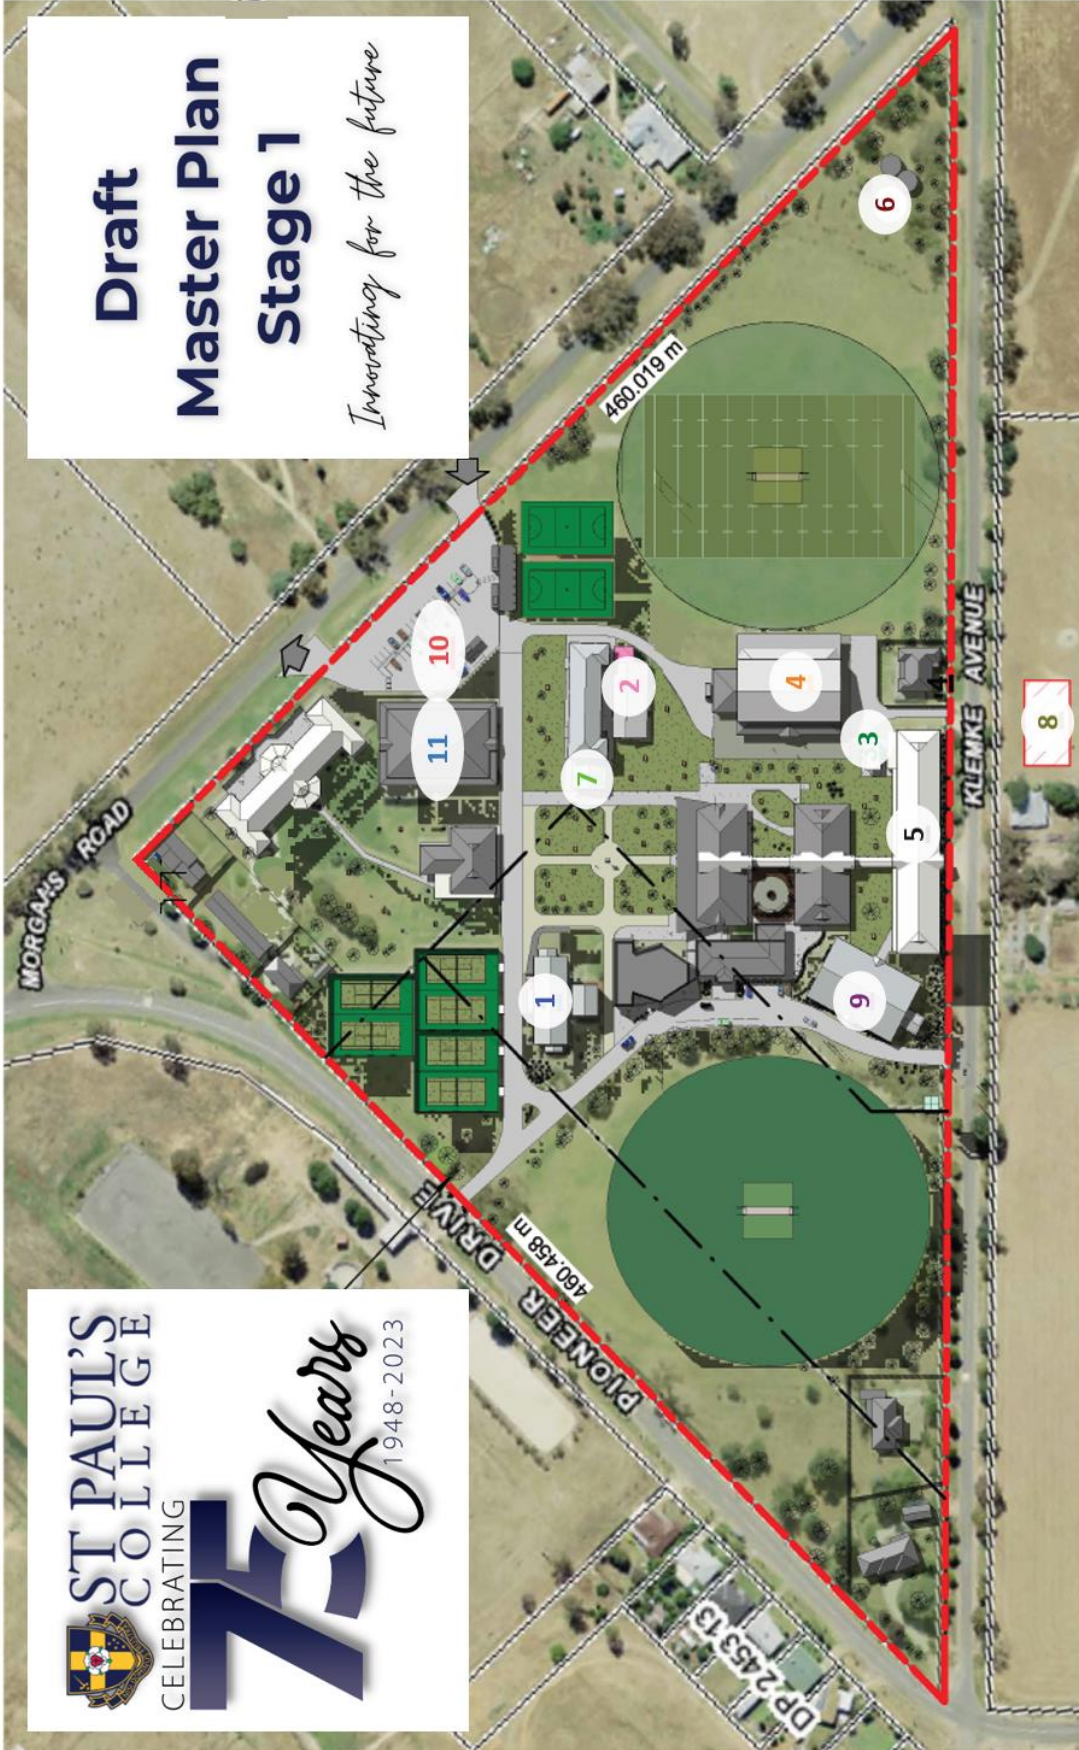 ST PAUL'S
COLLEGE
CELEBRATING
75
Years
1948-2023
Draft
Master Plan
Stage 1
Innovating for the future
MORGAN'S ROAD
PIONEER DRIVE
KLEMKE AVENUE
460.458 m
460.019 m
DP 245313
1
2
3
4
5
6
7
8
9
10
11